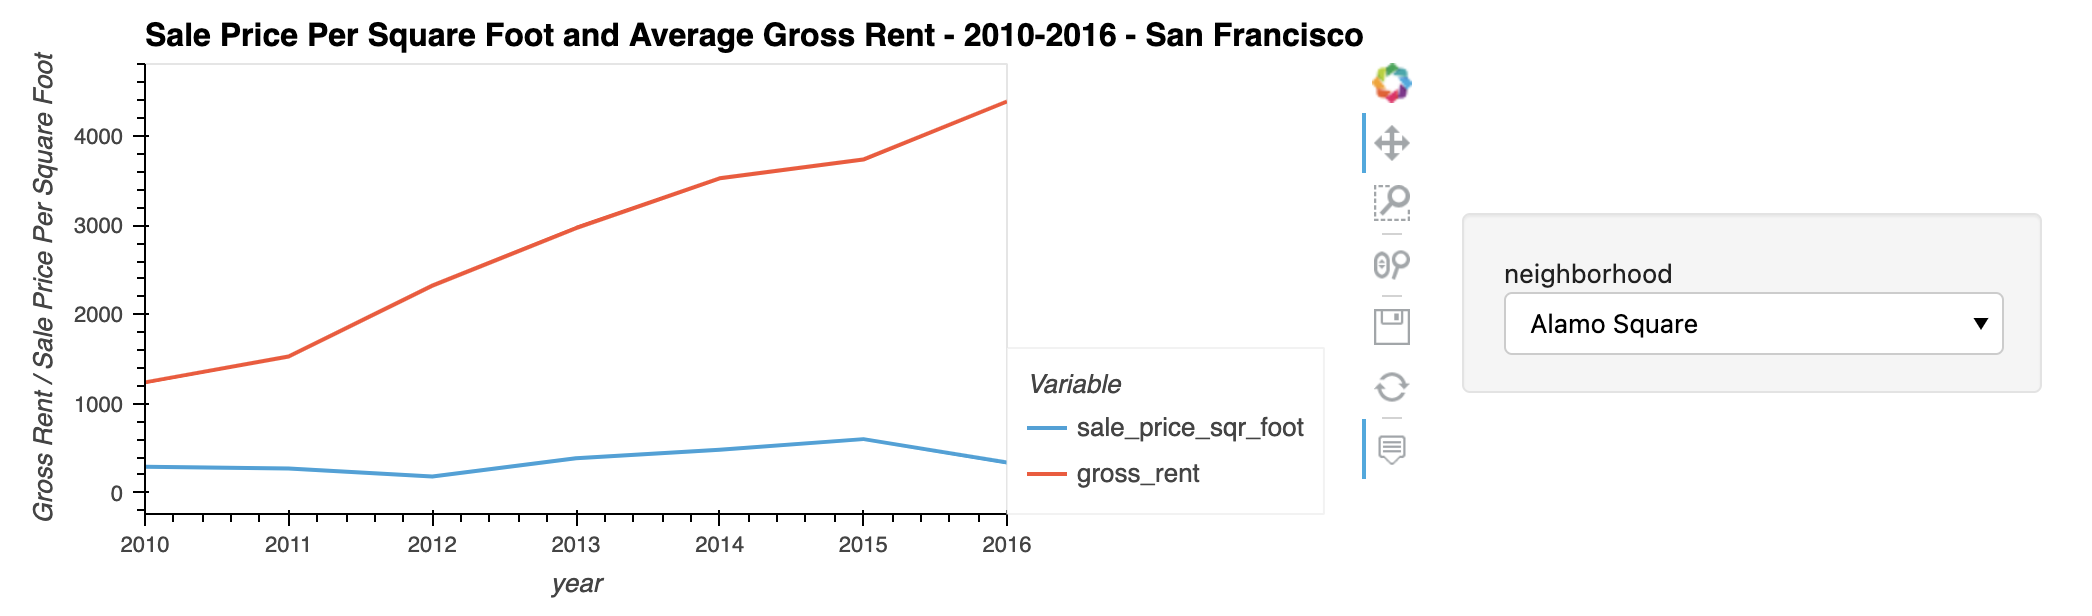 Sale Price Per Square Foot and Average Gross Rent - 2010-2016 - San Francisco
Gross Rent / Sale Price Per Square Foot
4000
3000
2000
1000
0
2010 2011 2012 2013 2014 2015 2016
year
Variable
sale_price_sqr_foot
gross_rent
neighborhood
Alamo Square